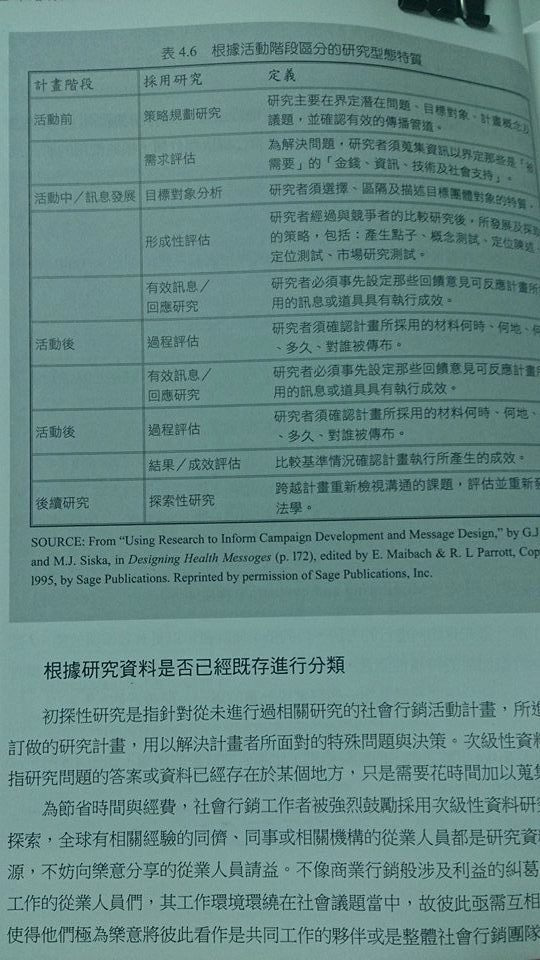 表 4.6 根據活動階段區分的研究型態特質
計畫階段 採用研究 定義
活動前 策略規劃研究 研究主要在界定潛在問題、目標對象、計畫概念及
議題，並確認有效的傳播管道。
需求評估 為解決問題，研究者須蒐集資訊以界定那些是「被
需要」的「金錢、資訊、技術及社會支持」。
活動中／訊息發展 目標對象分析 研究者須選擇、區隔及描述目標團體對象的特質。
形成性評估 研究者經過與競爭者的比較研究後，所發展及採取
的策略，包括：產生點子、概念測試、定位陳述、
定位測試、市場研究測試。
有效訊息／
回應研究 研究者必須事先設定那些回饋意見可反應計畫所
用的訊息或道具具有執行成效。
活動後 過程評估 研究者須確認計畫所採用的材料何時、何地、何
、多久、對誰被傳布。
有效訊息／
回應研究 研究者必須事先設定那些回饋意見可反應計畫所
用的訊息或道具具有執行成效。
活動後 過程評估 研究者須確認計畫所採用的材料何時、何地、
、多久、對誰被傳布。
結果／成效評估 比較基準情況確認計畫執行所產生的成效。
後續研究 探索性研究 跨越計畫重新檢視溝通的課題，評估並重新發
法學。
SOURCE: From “Using Research to Inform Campaign Development and Message Design,” by G.J
and M.J. Siska, in Designing Health Messoges (p. 172), edited by E. Maibach & R. L Parrott, Cop
1995, by Sage Publications. Reprinted by permission of Sage Publications, Inc.
根據研究資料是否已經既存進行分類
初探性研究是指針對從未進行過相關研究的社會行銷活動計畫，所進
訂做的研究計畫，用以解決計畫者所面對的特殊問題與決策。次級性資料
指研究問題的答案或資料已經存在於某個地方，只是需要花時間加以蒐集
為節省時間與經費，社會行銷工作者被強烈鼓勵採用次級性資料研究
探索，全球有相關經驗的同儕、同事或相關機構的從業人員都是研究資料
源，不妨向樂意分享的從業人員請益。不像商業行銷般涉及利益的糾葛
工作的從業人員們，其工作環境環繞在社會議題當中，故彼此亟需互相
使得他們極為樂意將彼此看作是共同工作的夥伴或是整體社會行銷團隊